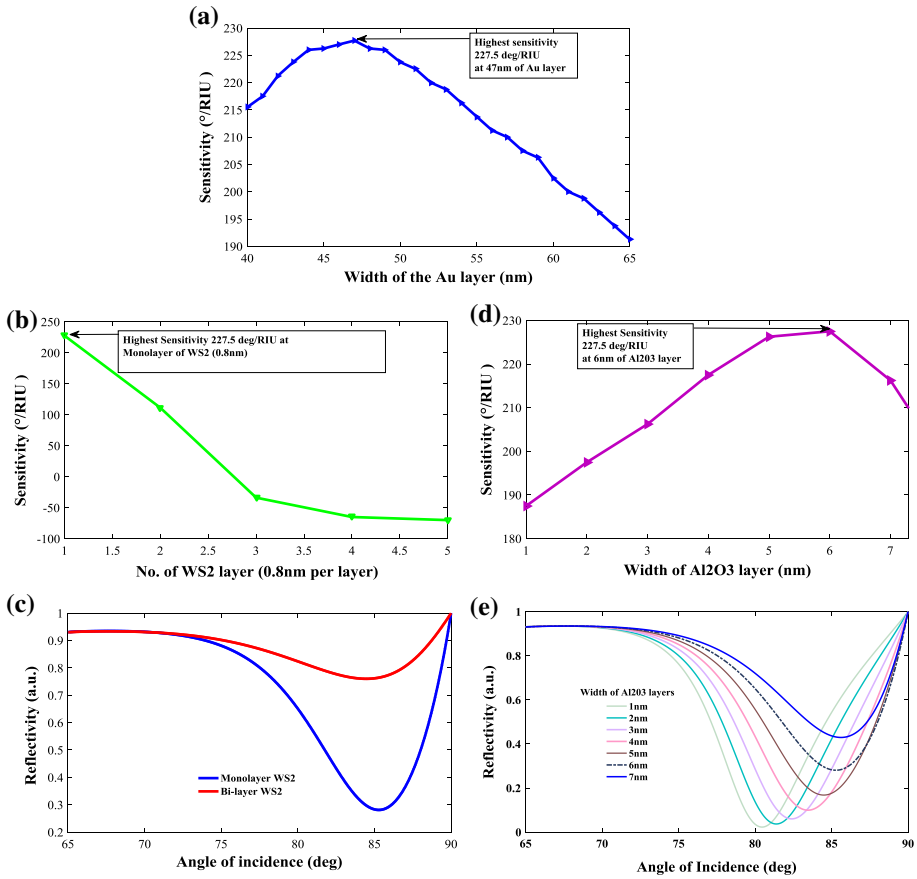 (a)
230
225
220
215
210
205
200
195
190
Sensitivity (°/RIU )
Highest sensitivity
227.5 deg/RIU
at 47nm of Au layer
40 45 50 55 60 65
Width of the Au layer (nm)
(b)
250
200
150
100
50
0
-50
-100
Sensitivity (°/RIU )
Highest Sensitivity 227.5 deg/RIU at
Monolayer of WS2 (0.8nm)
1 1.5 2 2.5 3 3.5 4 4.5 5
No. of WS2 layer (0.8nm per layer)
(d)
230
220
210
200
190
180
Sensitivity (°/RIU )
Highest Sensitivity
227.5 deg/RIU
at 6nm of Al203 layer
1 2 3 4 5 6 7
Width of Al2O3 layer (nm)
(c)
1
0.9
0.8
0.7
0.6
0.5
0.4
0.3
0.2
Reflectivity (a.u.)
Monolayer WS2
Bi-layer WS2
65 70 75 80 85 90
Angle of incidence (deg)
(e)
1
0.8
0.6
0.4
0.2
0
Reflectivity (a.u.)
Width of Al203 layers
1nm
2nm
3nm
4nm
5nm
6nm
7nm
65 70 75 80 85 90
Angle of Incidence (deg)